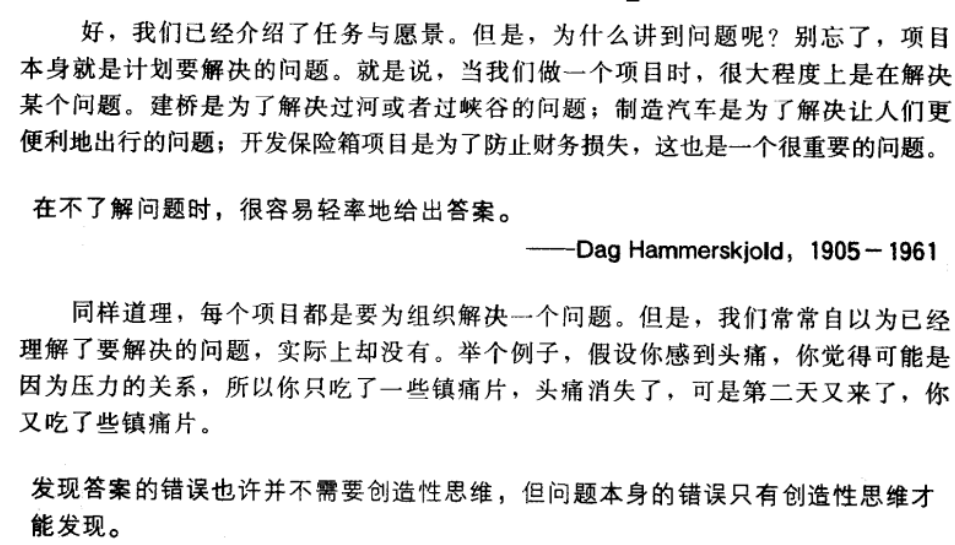 好，我们已经介绍了任务与愿景。但是，为什么讲到问题呢？别忘了，项目
本身就是计划要解决的问题。就是说，当我们做一个项目时，很大程度上是在解决
某个问题。建桥是为了解决过河或者过峡谷的问题；制造汽车是为了解决让人们更
便利地出行的问题；开发保险箱项目是为了防止财务损失，这也是一个很重要的问题。
在不了解问题时，很容易轻率地给出答案。
——Dag Hammerskjold，1905－1961
同样道理，每个项目都是要为组织解决一个问题。但是，我们常常自以为已经
理解了要解决的问题，实际上却没有。举个例子，假设你感到头痛，你觉得可能是
因为压力的关系，所以你只吃了一些镇痛片，头痛消失了，可是第二天又来了，你
又吃了些镇痛片。
发现答案的错误也许并不需要创造性思维，但问题本身的错误只有创造性思维才
能发现。